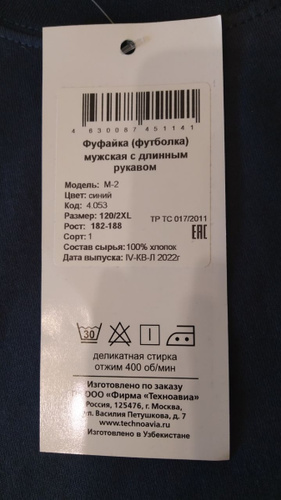 4 630087 451141
Фуфайка (футболка)
мужская с длинным
рукавом
Модель: М-2
Цвет: синий
Код: 4.053
Размер: 120/2XL ТР ТС 017/2011
Рост: 182-188
Сорт: 1
ЕАС
Состав сырья: 100% хлопок
Дата выпуска: IV-КВ-Л 2022г
30
деликатная стирка
отжим 400 об/мин
Изготовлено по заказу
ООО «Фирма «Техноавиа»
Россия, 125476, г. Москва,
ул. Василия Петушкова, д. 7
www.technoavia.ru
Изготовлено в Узбекистане